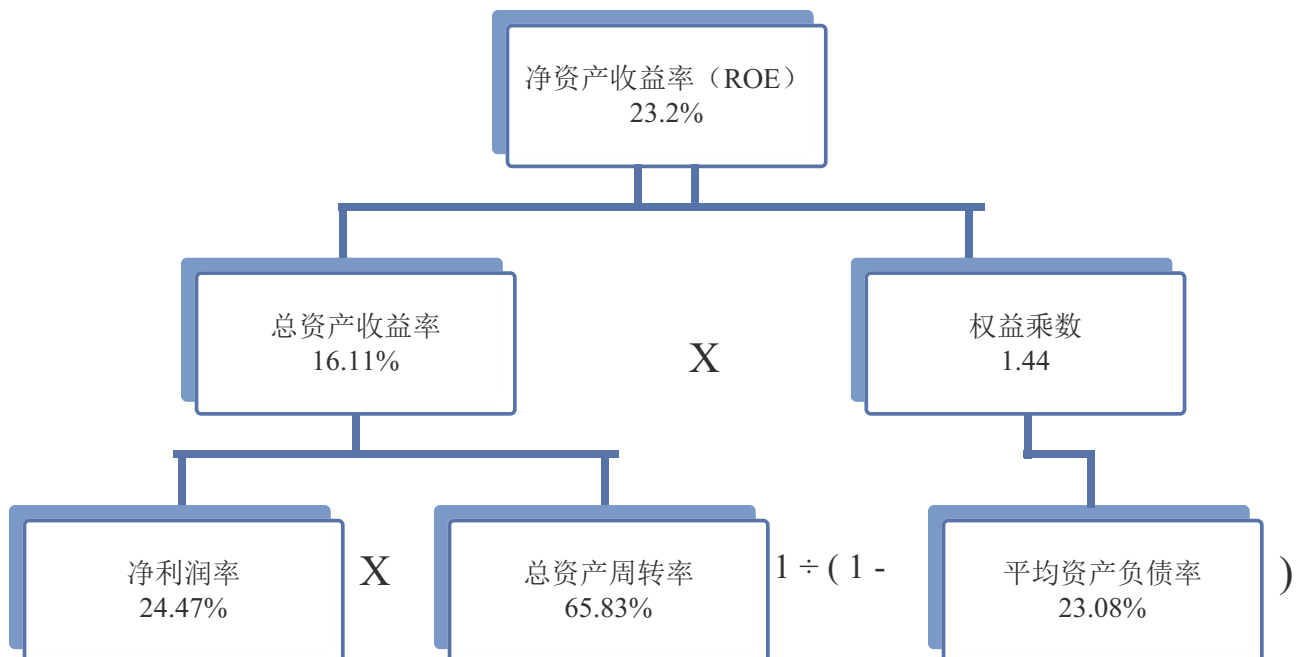 净资产收益率（ROE）
23.2%
总资产收益率
16.11%
X
权益乘数
1.44
净利润率
24.47%
X
总资产周转率
65.83%
1 ÷ ( 1 -
平均资产负债率
23.08%
)